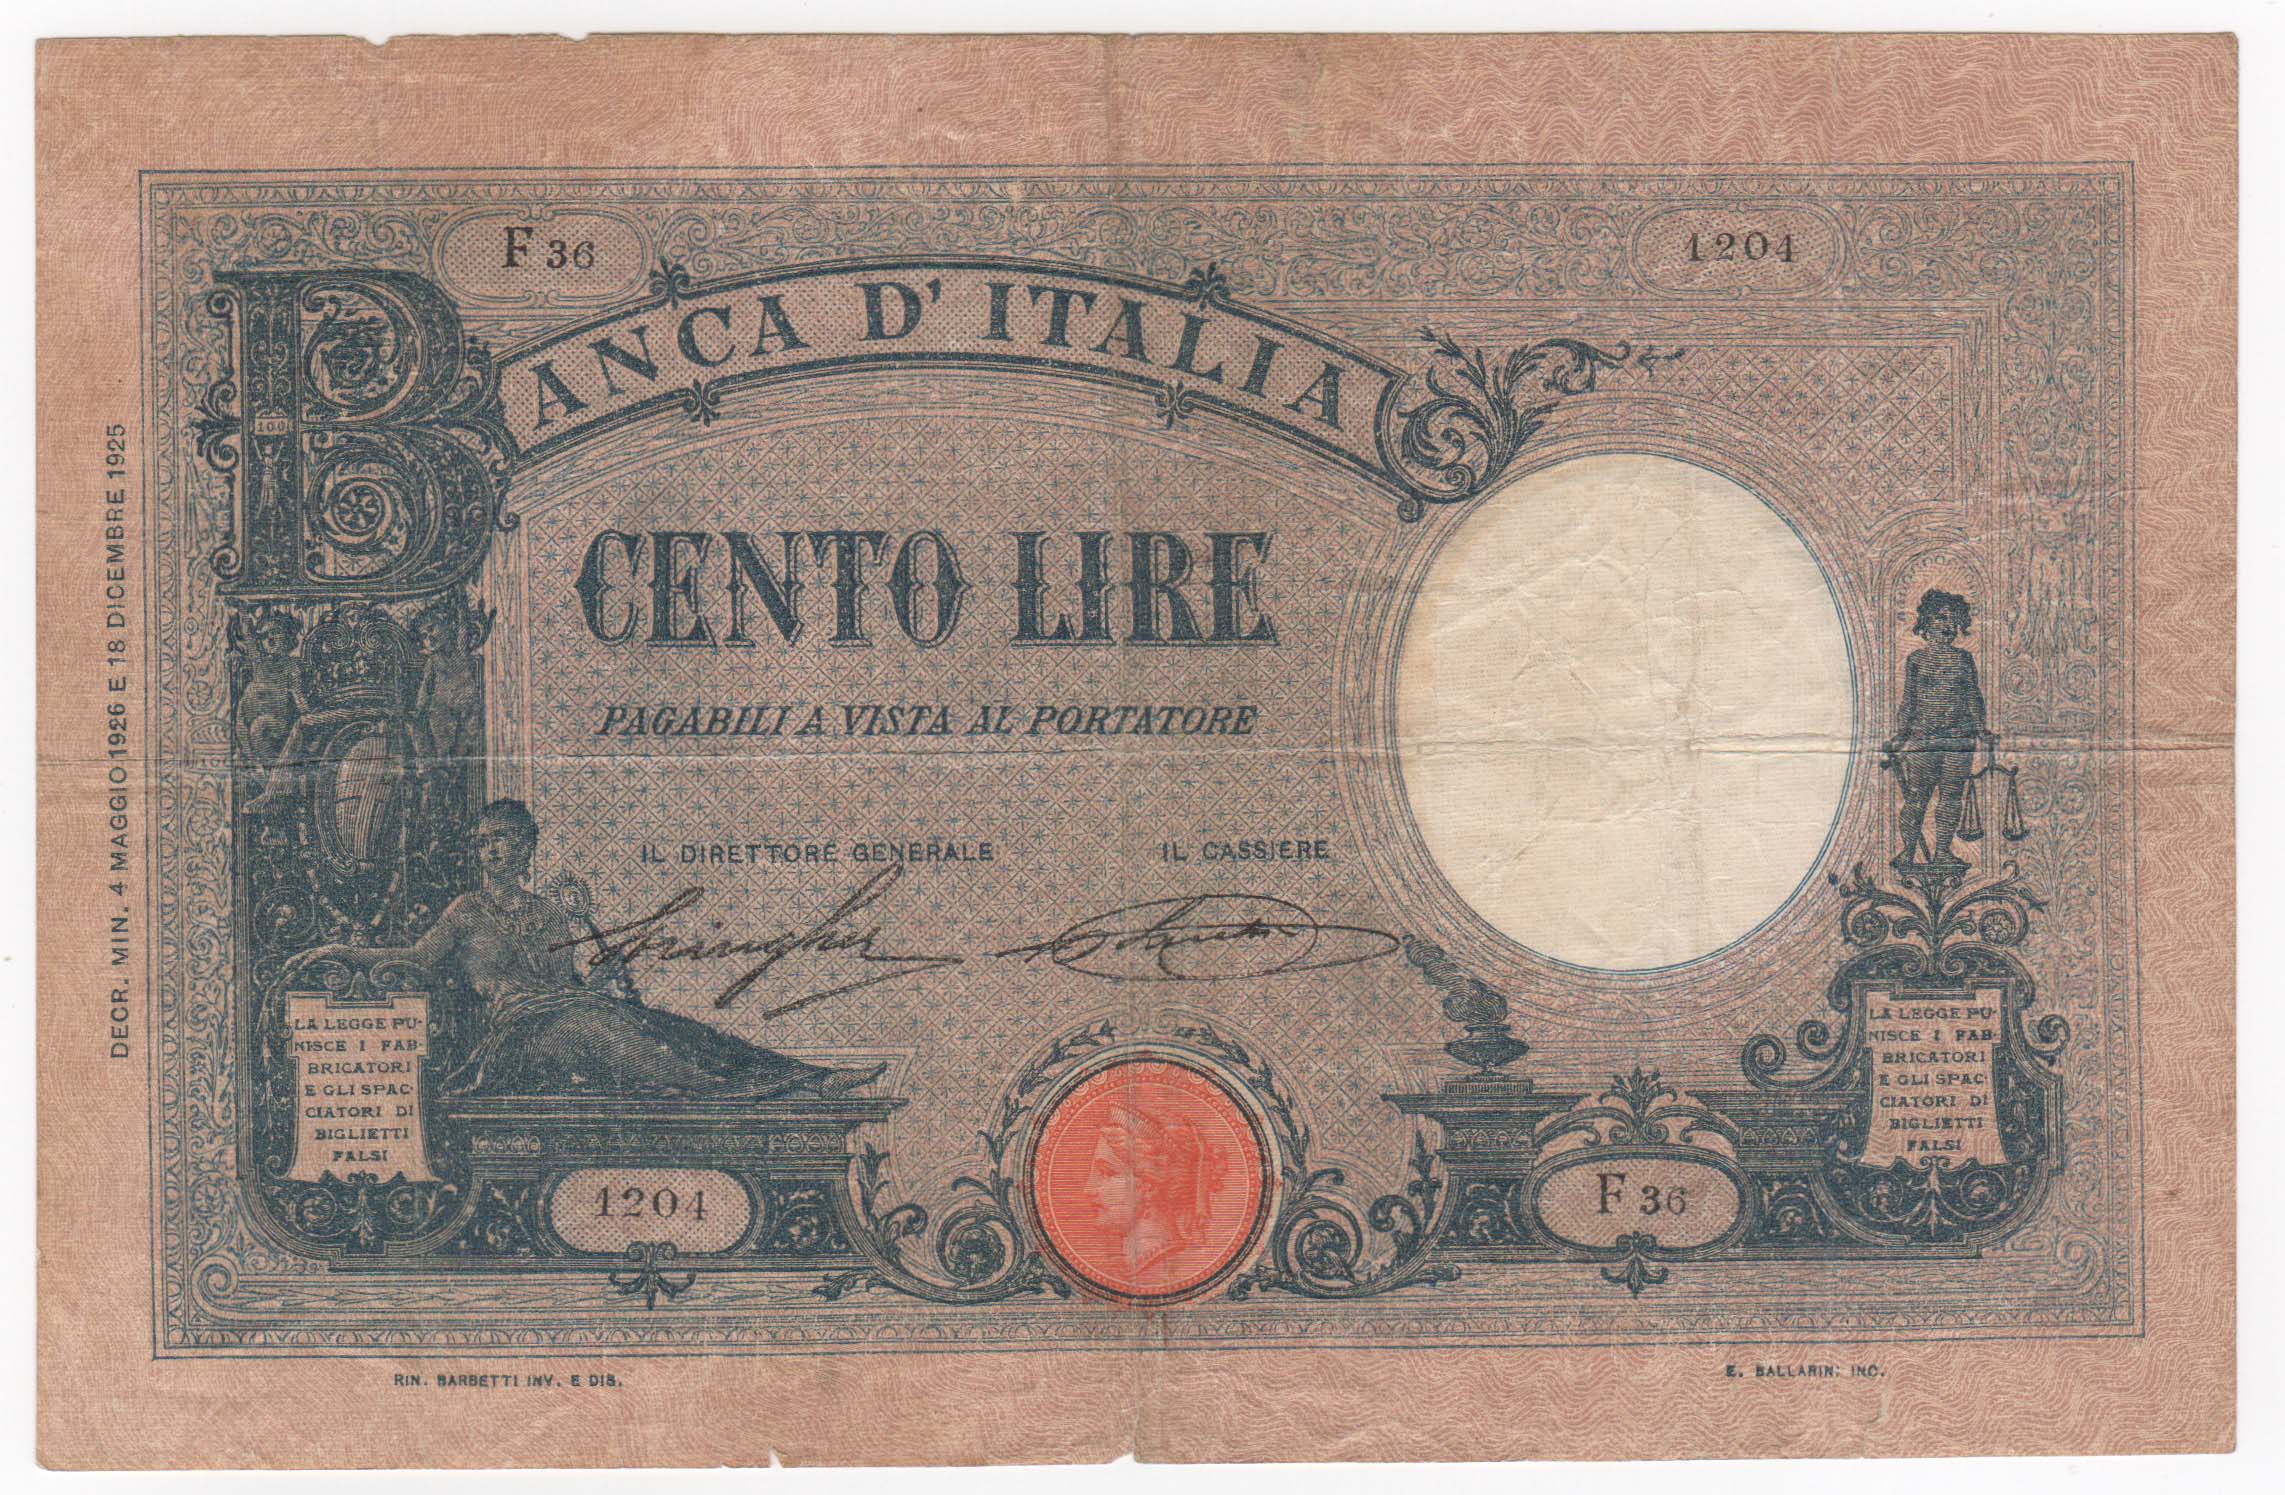 F 36
1204
BANCA D'ITALIA
100
CENTO LIRE
PAGABILI A VISTA AL PORTATORE
DECR. MIN. 4 MAGGIO 1926 E 18 DICEMBRE 1925
IL DIRETTORE GENERALE
IL CASSIERE
LA LEGGE PU-
NISCE I FAB-
BRICATORI
E GLI SPAC-
CIATORI DI
BIGLIETTI
FALSI
LA LEGGE PU-
NISCE I FAB-
BRICATORI
E GLI SPAC-
CIATORI DI
BIGLIETTI
FALSI
1204
F 36
RIN. BARBETTI INV. E DIS.
E. BALLARINI INC.